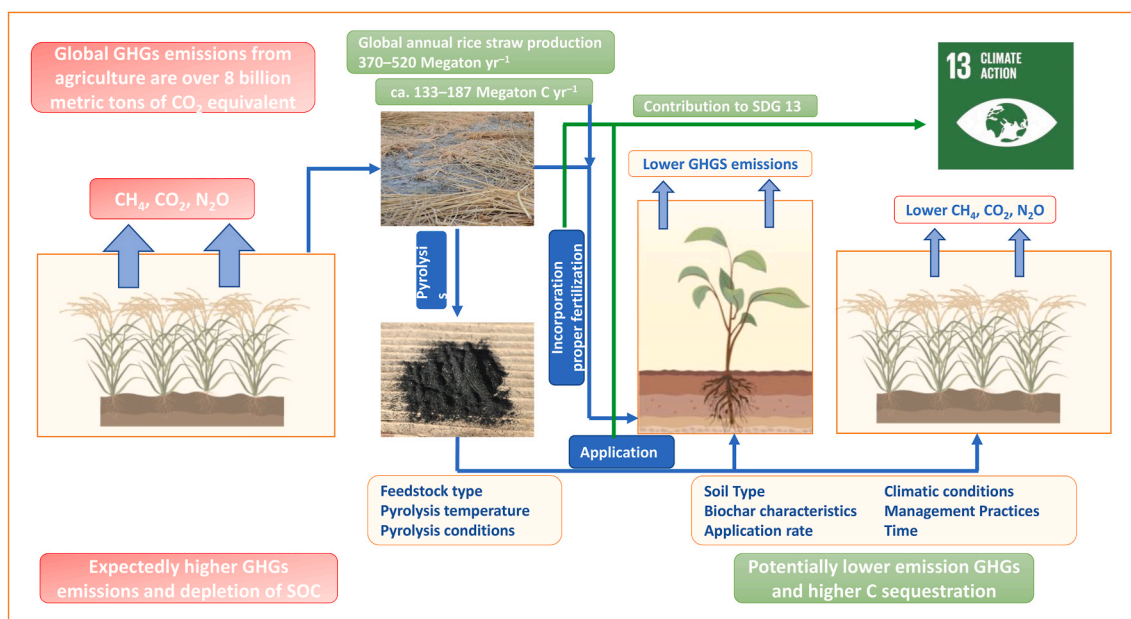 Global GHGs emissions from
agriculture are over 8 billion
metric tons of CO₂ equivalent
Global annual rice straw production
370–520 Megaton yr⁻¹
ca. 133–187 Megaton C yr⁻¹
Contribution to SDG 13
13 CLIMATE
ACTION
CH₄, CO₂, N₂O
Lower GHGS emissions
Lower CH₄, CO₂, N₂O
Pyrolysi
s
Incorporation
proper fertilization
Application
Feedstock type
Pyrolysis temperature
Pyrolysis conditions
Soil Type
Biochar characteristics
Application rate
Climatic conditions
Management Practices
Time
Expectedly higher GHGs
emissions and depletion of SOC
Potentially lower emission GHGs
and higher C sequestration